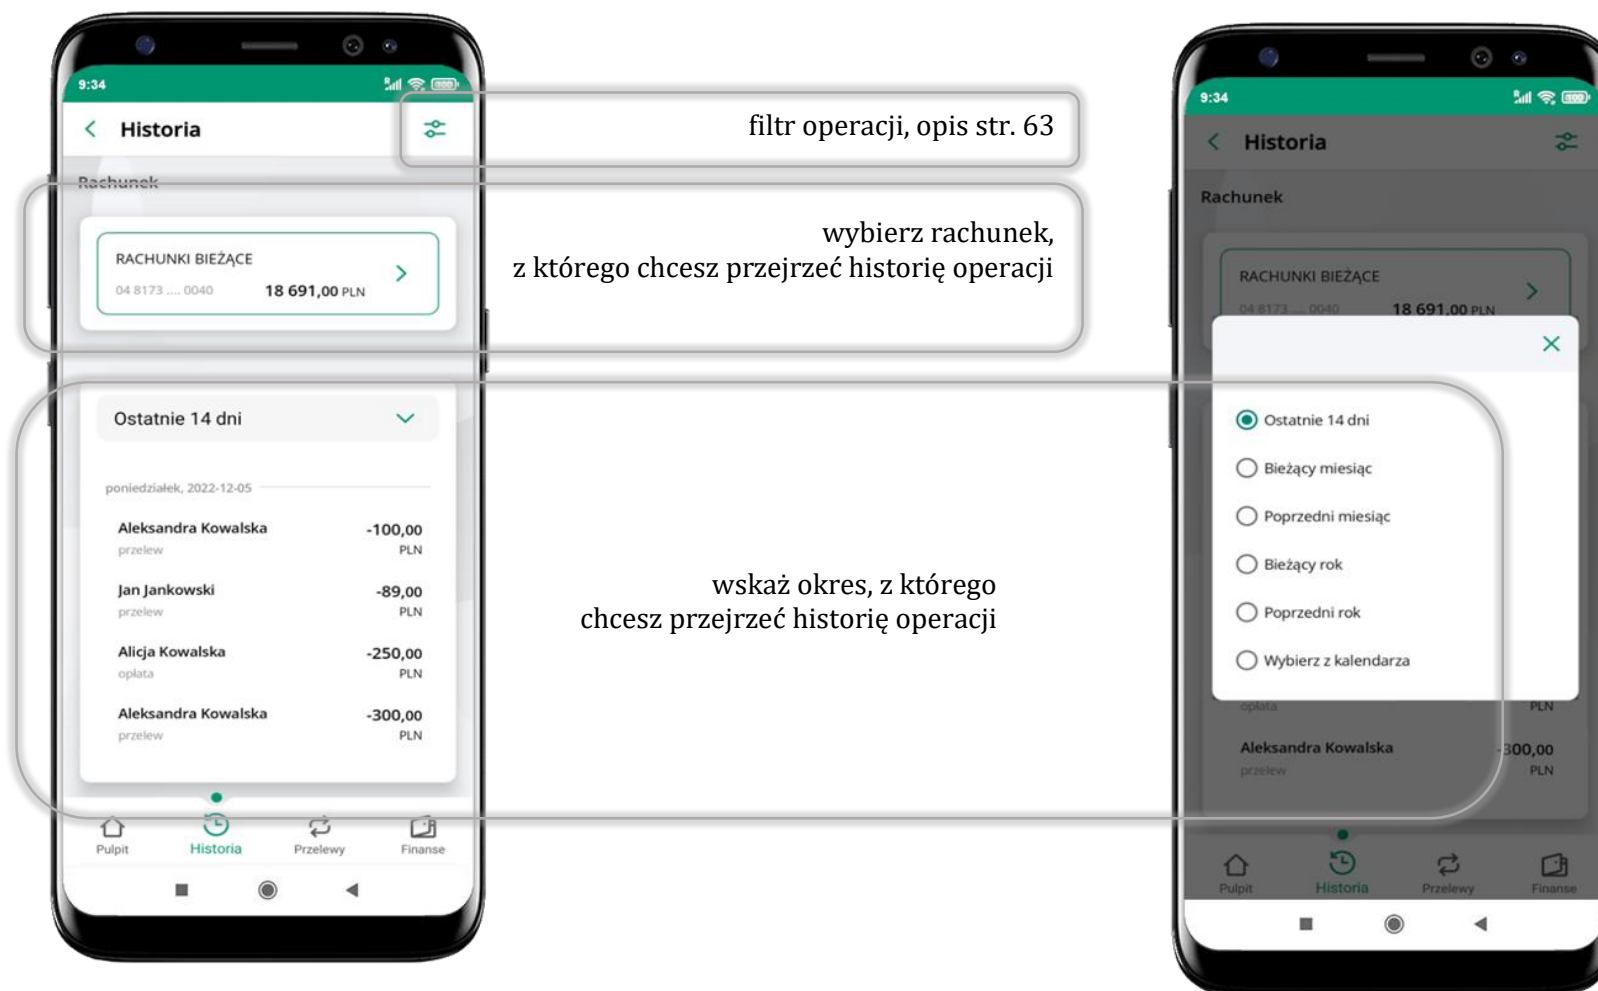 9:34
Historia
Rachunek
RACHUNKI BIEŻĄCE
04 8173 .... 0040 18 691,00 PLN
Ostatnie 14 dni
poniedziałek, 2022-12-05
Aleksandra Kowalska -100,00
przelew PLN
Jan Jankowski -89,00
przelew PLN
Alicja Kowalska -250,00
opłata PLN
Aleksandra Kowalska -300,00
przelew PLN
Pulpit Historia Przelewy Finanse
filtr operacji, opis str. 63
wybierz rachunek,
z którego chcesz przejrzeć historię operacji
wskaż okres, z którego
chcesz przejrzeć historię operacji
9:34
Historia
Rachunek
RACHUNKI BIEŻĄCE
04 8173 .... 0040 18 691,00 PLN
Ostatnie 14 dni
Bieżący miesiąc
Poprzedni miesiąc
Bieżący rok
Poprzedni rok
Wybierz z kalendarza
opłata PLN
Aleksandra Kowalska -300,00
przelew PLN
Pulpit Historia Przelewy Finanse